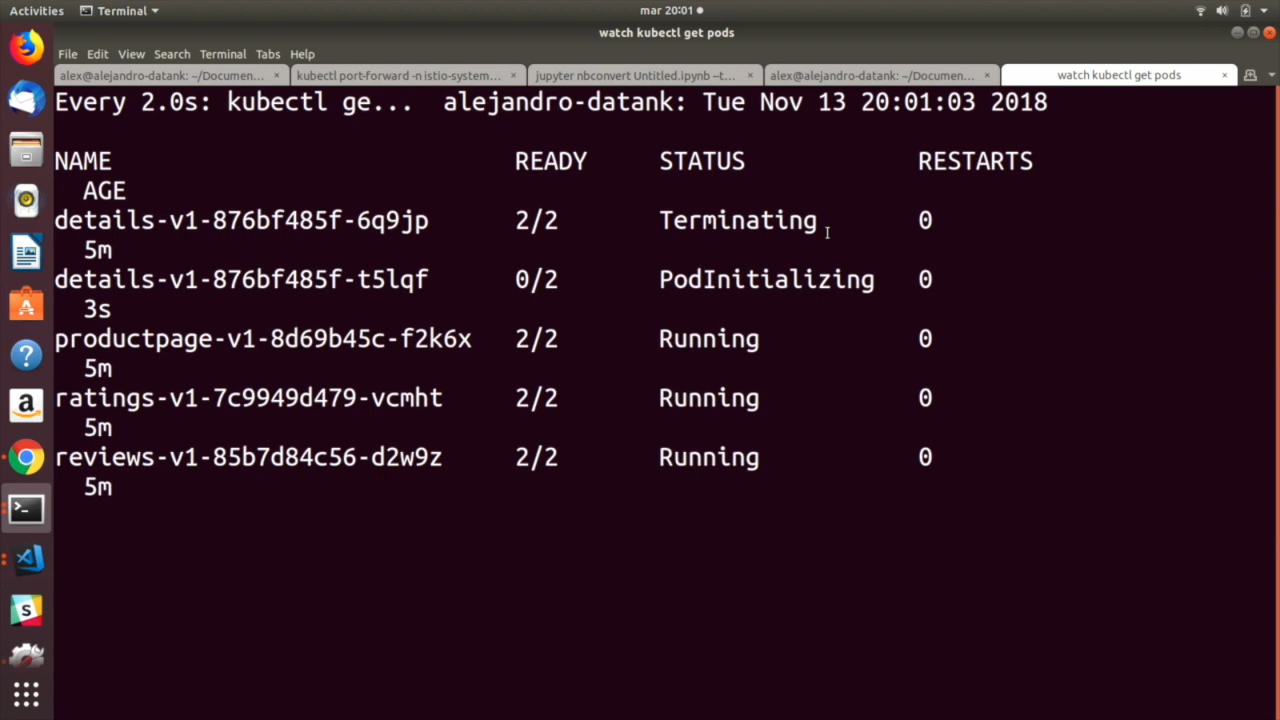 Activities Terminal mar 20:01
watch kubectl get pods
File Edit View Search Terminal Tabs Help
alex@alejandro-datank: ~/Documen... × kubectl port-forward -n istio-system... × jupyter nbconvert Untitled.ipynb --t... × alex@alejandro-datank: ~/Documen... × watch kubectl get pods ×
Every 2.0s: kubectl ge... alejandro-datank: Tue Nov 13 20:01:03 2018
NAME READY STATUS RESTARTS
AGE
details-v1-876bf485f-6q9jp 2/2 Terminating 0
5m
details-v1-876bf485f-t5lqf 0/2 PodInitializing 0
3s
productpage-v1-8d69b45c-f2k6x 2/2 Running 0
5m
ratings-v1-7c9949d479-vcmht 2/2 Running 0
5m
reviews-v1-85b7d84c56-d2w9z 2/2 Running 0
5m